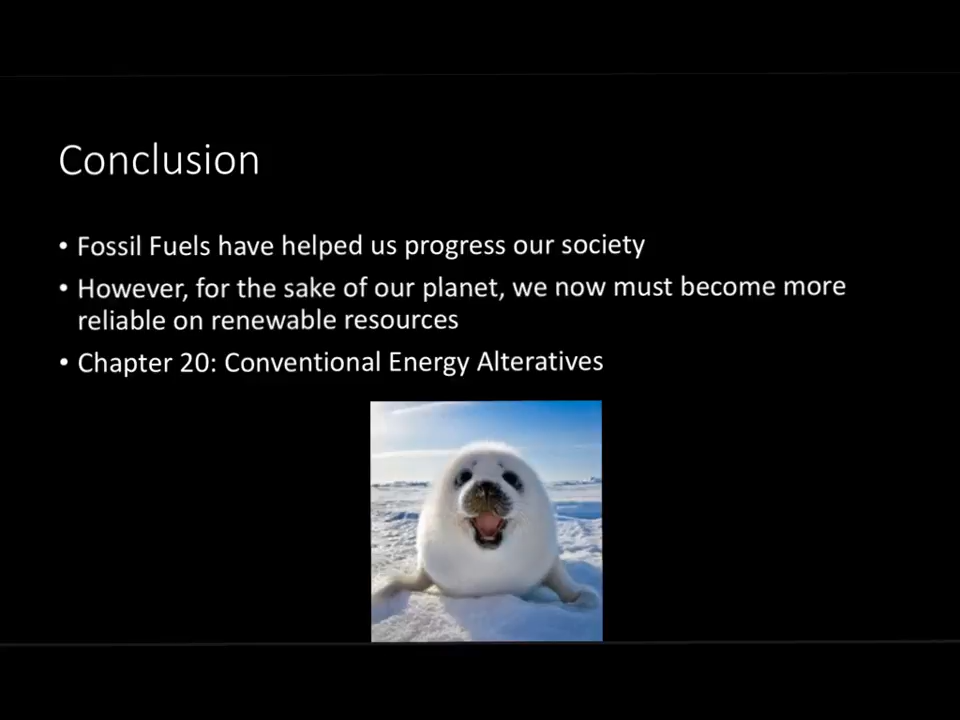 Conclusion
• Fossil Fuels have helped us progress our society
• However, for the sake of our planet, we now must become more
reliable on renewable resources
• Chapter 20: Conventional Energy Alteratives